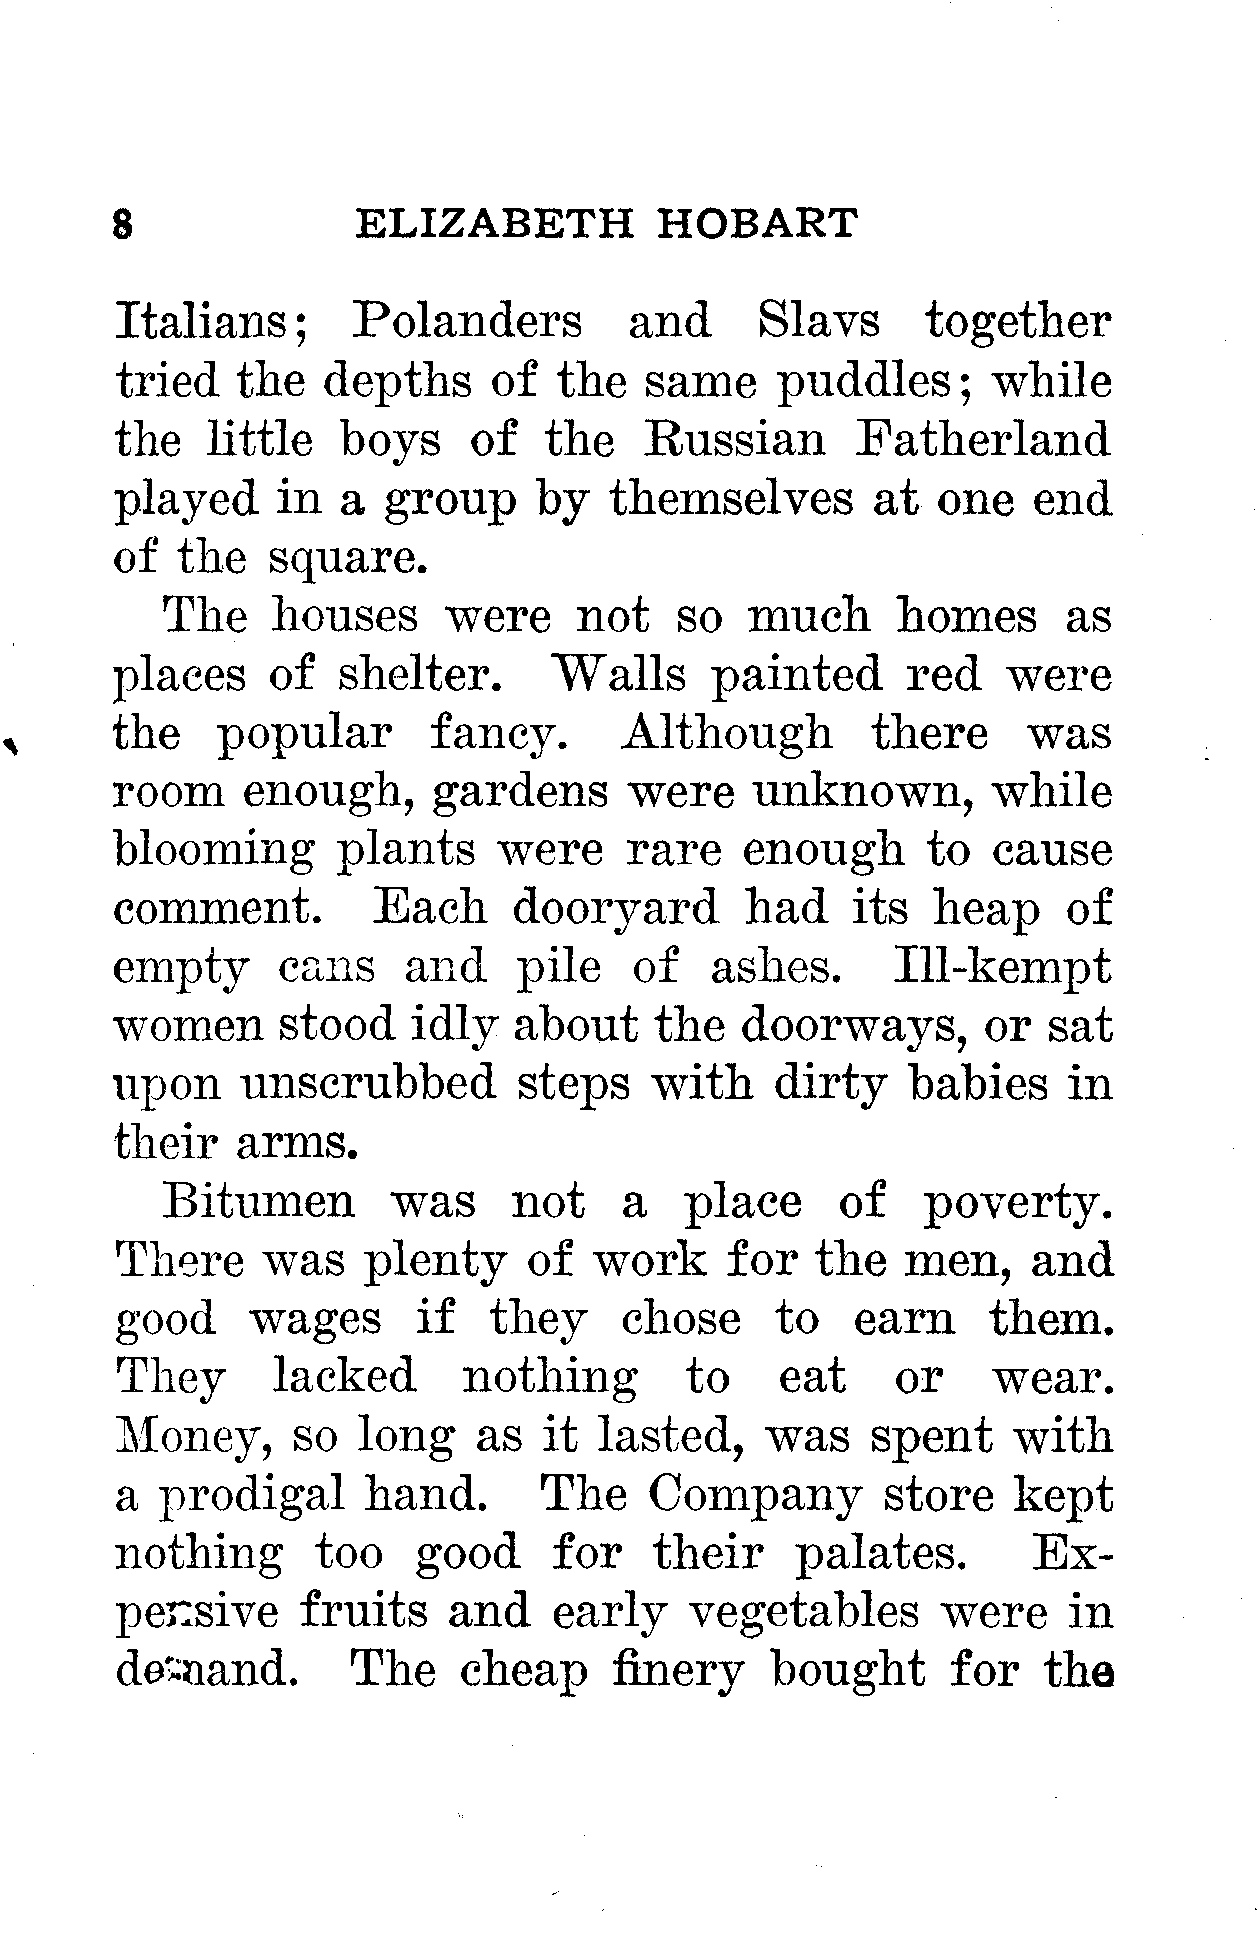 8 ELIZABETH HOBART
Italians; Polanders and Slavs together
tried the depths of the same puddles; while
the little boys of the Russian Fatherland
played in a group by themselves at one end
of the square.
The houses were not so much homes as
places of shelter. Walls painted red were
the popular fancy. Although there was
room enough, gardens were unknown, while
blooming plants were rare enough to cause
comment. Each dooryard had its heap of
empty cans and pile of ashes. Ill-kempt
women stood idly about the doorways, or sat
upon unscrubbed steps with dirty babies in
their arms.
Bitumen was not a place of poverty.
There was plenty of work for the men, and
good wages if they chose to earn them.
They lacked nothing to eat or wear.
Money, so long as it lasted, was spent with
a prodigal hand. The Company store kept
nothing too good for their palates. Ex-
pensive fruits and early vegetables were in
demand. The cheap finery bought for the